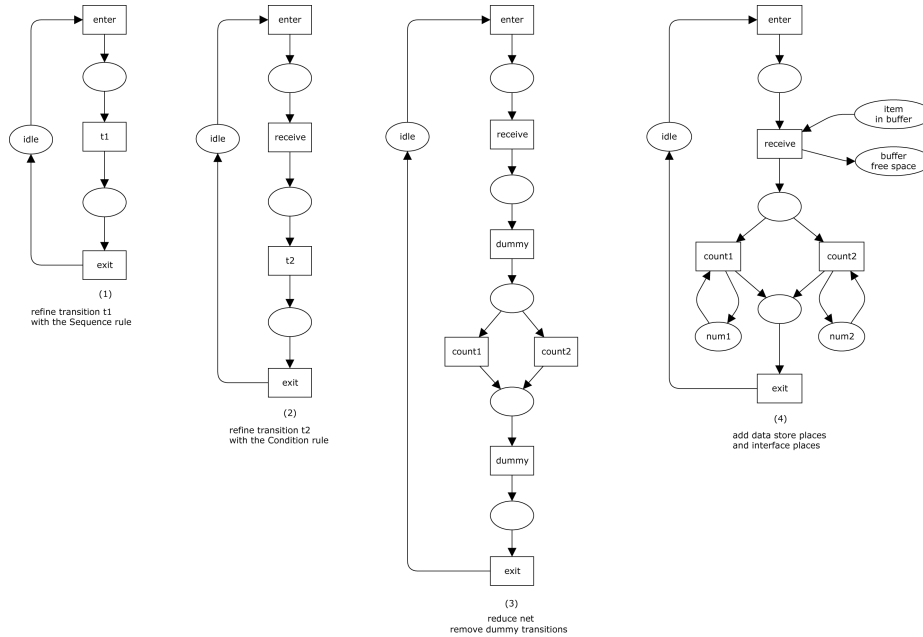 enter
idle
t1
exit
(1)
refine transition t1
with the Sequence rule
enter
idle
receive
t2
exit
(2)
refine transition t2
with the Condition rule
enter
idle
receive
dummy
count1
count2
dummy
exit
(3)
reduce net
remove dummy transitions
enter
item
in buffer
idle
receive
buffer
free space
count1
count2
num1
num2
exit
(4)
add data store places
and interface places